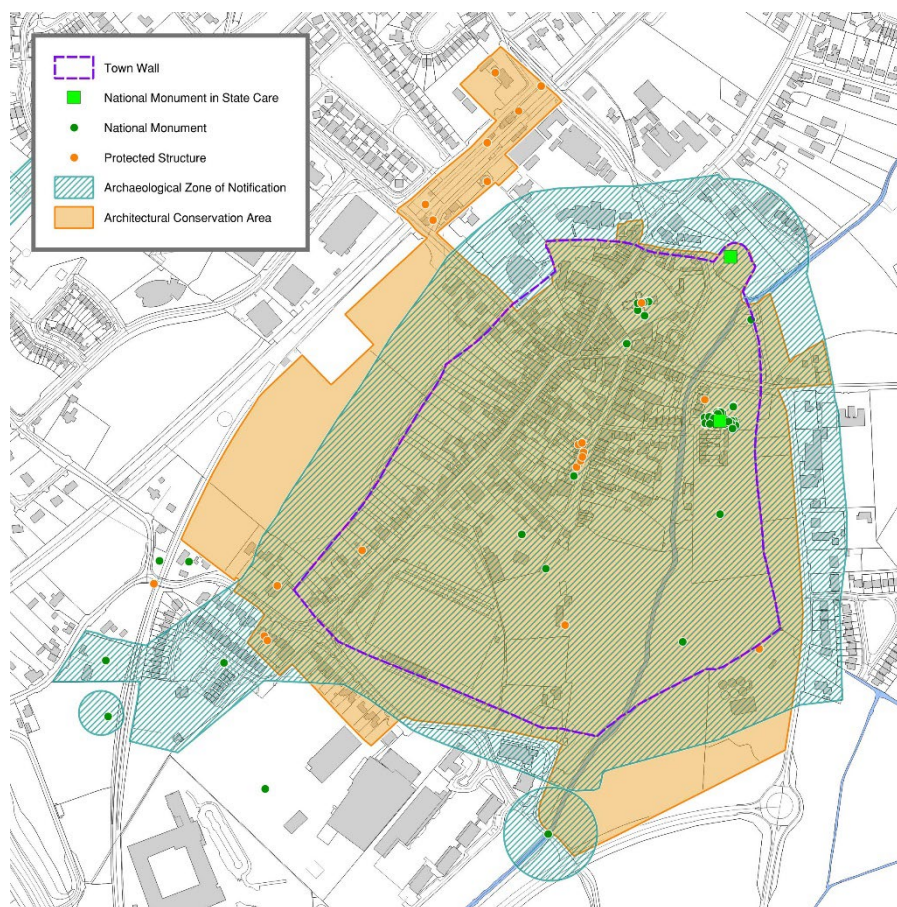 Town Wall
National Monument in State Care
National Monument
Protected Structure
Archaeological Zone of Notification
Architectural Conservation Area